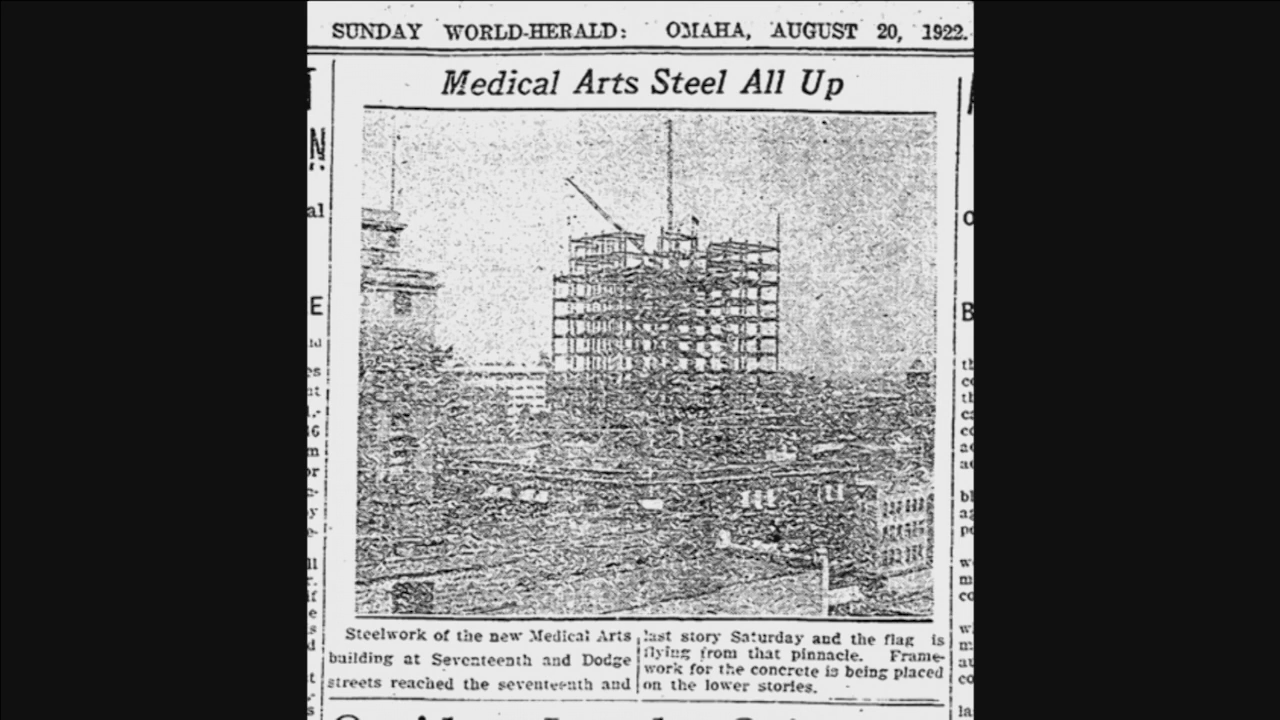 SUNDAY WORLD-HERALD: OMAHA, AUGUST 20, 1922.
Medical Arts Steel All Up
Steelwork of the new Medical Arts
building at Seventeenth and Dodge
streets reached the seventeenth and
last story Saturday and the flag is
flying from that pinnacle. Frame-
work for the concrete is being placed
on the lower stories.